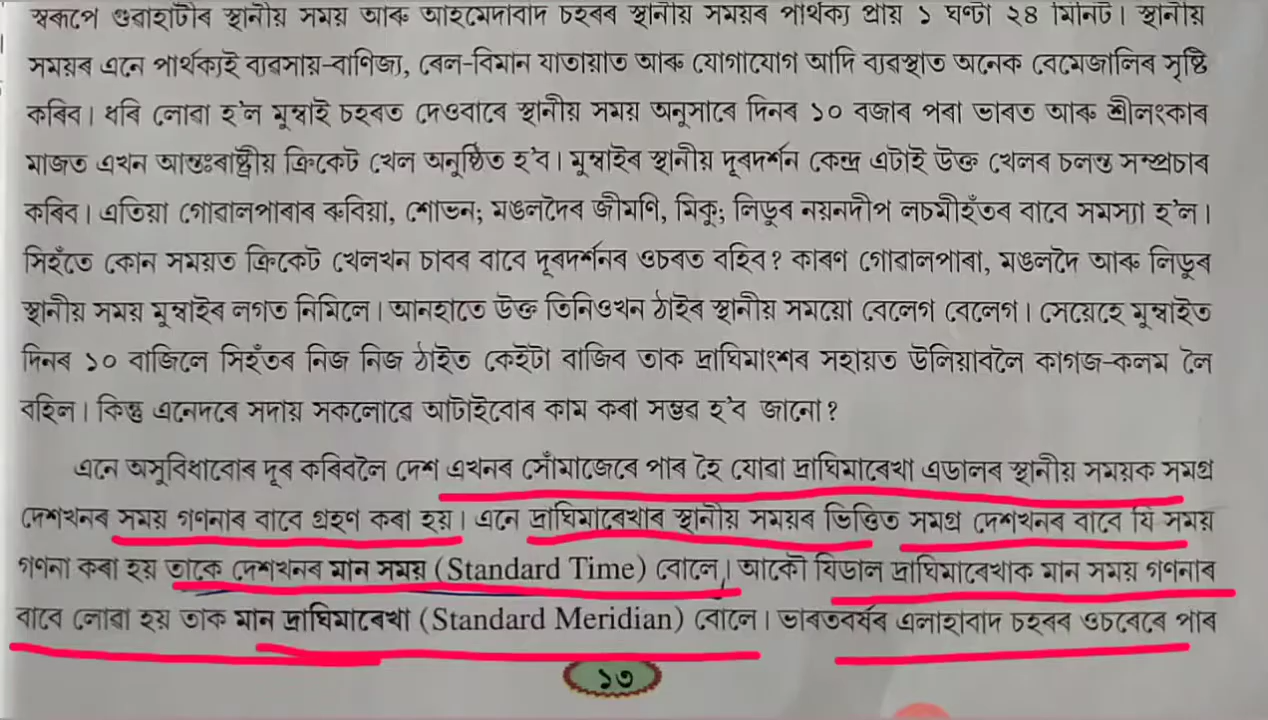 স্বৰূপে গুৱাহাটীৰ স্থানীয় সময় আৰু আহমেদাবাদ চহৰৰ স্থানীয় সময়ৰ পাৰ্থক্য প্ৰায় ১ ঘণ্টা ২৪ মিনিট। স্থানীয়
সময়ৰ এনে পাৰ্থক্যই ব্যৱসায়-বাণিজ্য, ৰেল-বিমান যাতায়াত আৰু যোগাযোগ আদি ব্যৱস্থাত অনেক বেমেজালিৰ সৃষ্টি
কৰিব। ধৰি লোৱা হ'ল মুম্বাই চহৰত দেওবাৰে স্থানীয় সময় অনুসাৰে দিনৰ ১০ বজাৰ পৰা ভাৰত আৰু শ্ৰীলংকাৰ
মাজত এখন আন্তঃৰাষ্ট্ৰীয় ক্ৰিকেট খেল অনুষ্ঠিত হ'ব। মুম্বাইৰ স্থানীয় দূৰদৰ্শন কেন্দ্ৰ এটাই উক্ত খেলৰ চলন্ত সম্প্ৰচাৰ
কৰিব। এতিয়া গোৱালপাৰাৰ ৰুবিয়া, শোভন; মঙলদৈৰ জীমণি, মিকু; লিডুৰ নয়নদীপ লচমীহঁতৰ বাবে সমস্যা হ'ল।
সিহঁতে কোন সময়ত ক্ৰিকেট খেলখন চাবৰ বাবে দূৰদৰ্শনৰ ওচৰত বহিব? কাৰণ গোৱালপাৰা, মঙলদৈ আৰু লিডুৰ
স্থানীয় সময় মুম্বাইৰ লগত নিমিলে। আনহাতে উক্ত তিনিওখন ঠাইৰ স্থানীয় সময়ো বেলেগ বেলেগ। সেয়েহে মুম্বাইত
দিনৰ ১০ বাজিলে সিহঁতৰ নিজ নিজ ঠাইত কেইটা বাজিব তাক দ্ৰাঘিমাংশৰ সহায়ত উলিয়াবলৈ কাগজ-কলম লৈ
বহিল। কিন্তু এনেদৰে সদায় সকলোৱে আটাইবোৰ কাম কৰা সম্ভৱ হ'ব জানো?
এনে অসুবিধাবোৰ দূৰ কৰিবলৈ দেশ এখনৰ সোঁমাজেৰে পাৰ হৈ যোৱা দ্ৰাঘিমাৰেখা এডালৰ স্থানীয় সময়ক সমগ্ৰ
দেশখনৰ সময় গণনাৰ বাবে গ্ৰহণ কৰা হয়। এনে দ্ৰাঘিমাৰেখাৰ স্থানীয় সময়ৰ ভিত্তিত সমগ্ৰ দেশখনৰ বাবে যি সময়
গণনা কৰা হয় তাকে দেশখনৰ মান সময় (Standard Time) বোলে। আকৌ যিডাল দ্ৰাঘিমাৰেখাক মান সময় গণনাৰ
বাবে লোৱা হয় তাক মান দ্ৰাঘিমাৰেখা (Standard Meridian) বোলে। ভাৰতবৰ্ষৰ এলাহাবাদ চহৰৰ ওচৰেৰে পাৰ
১৩